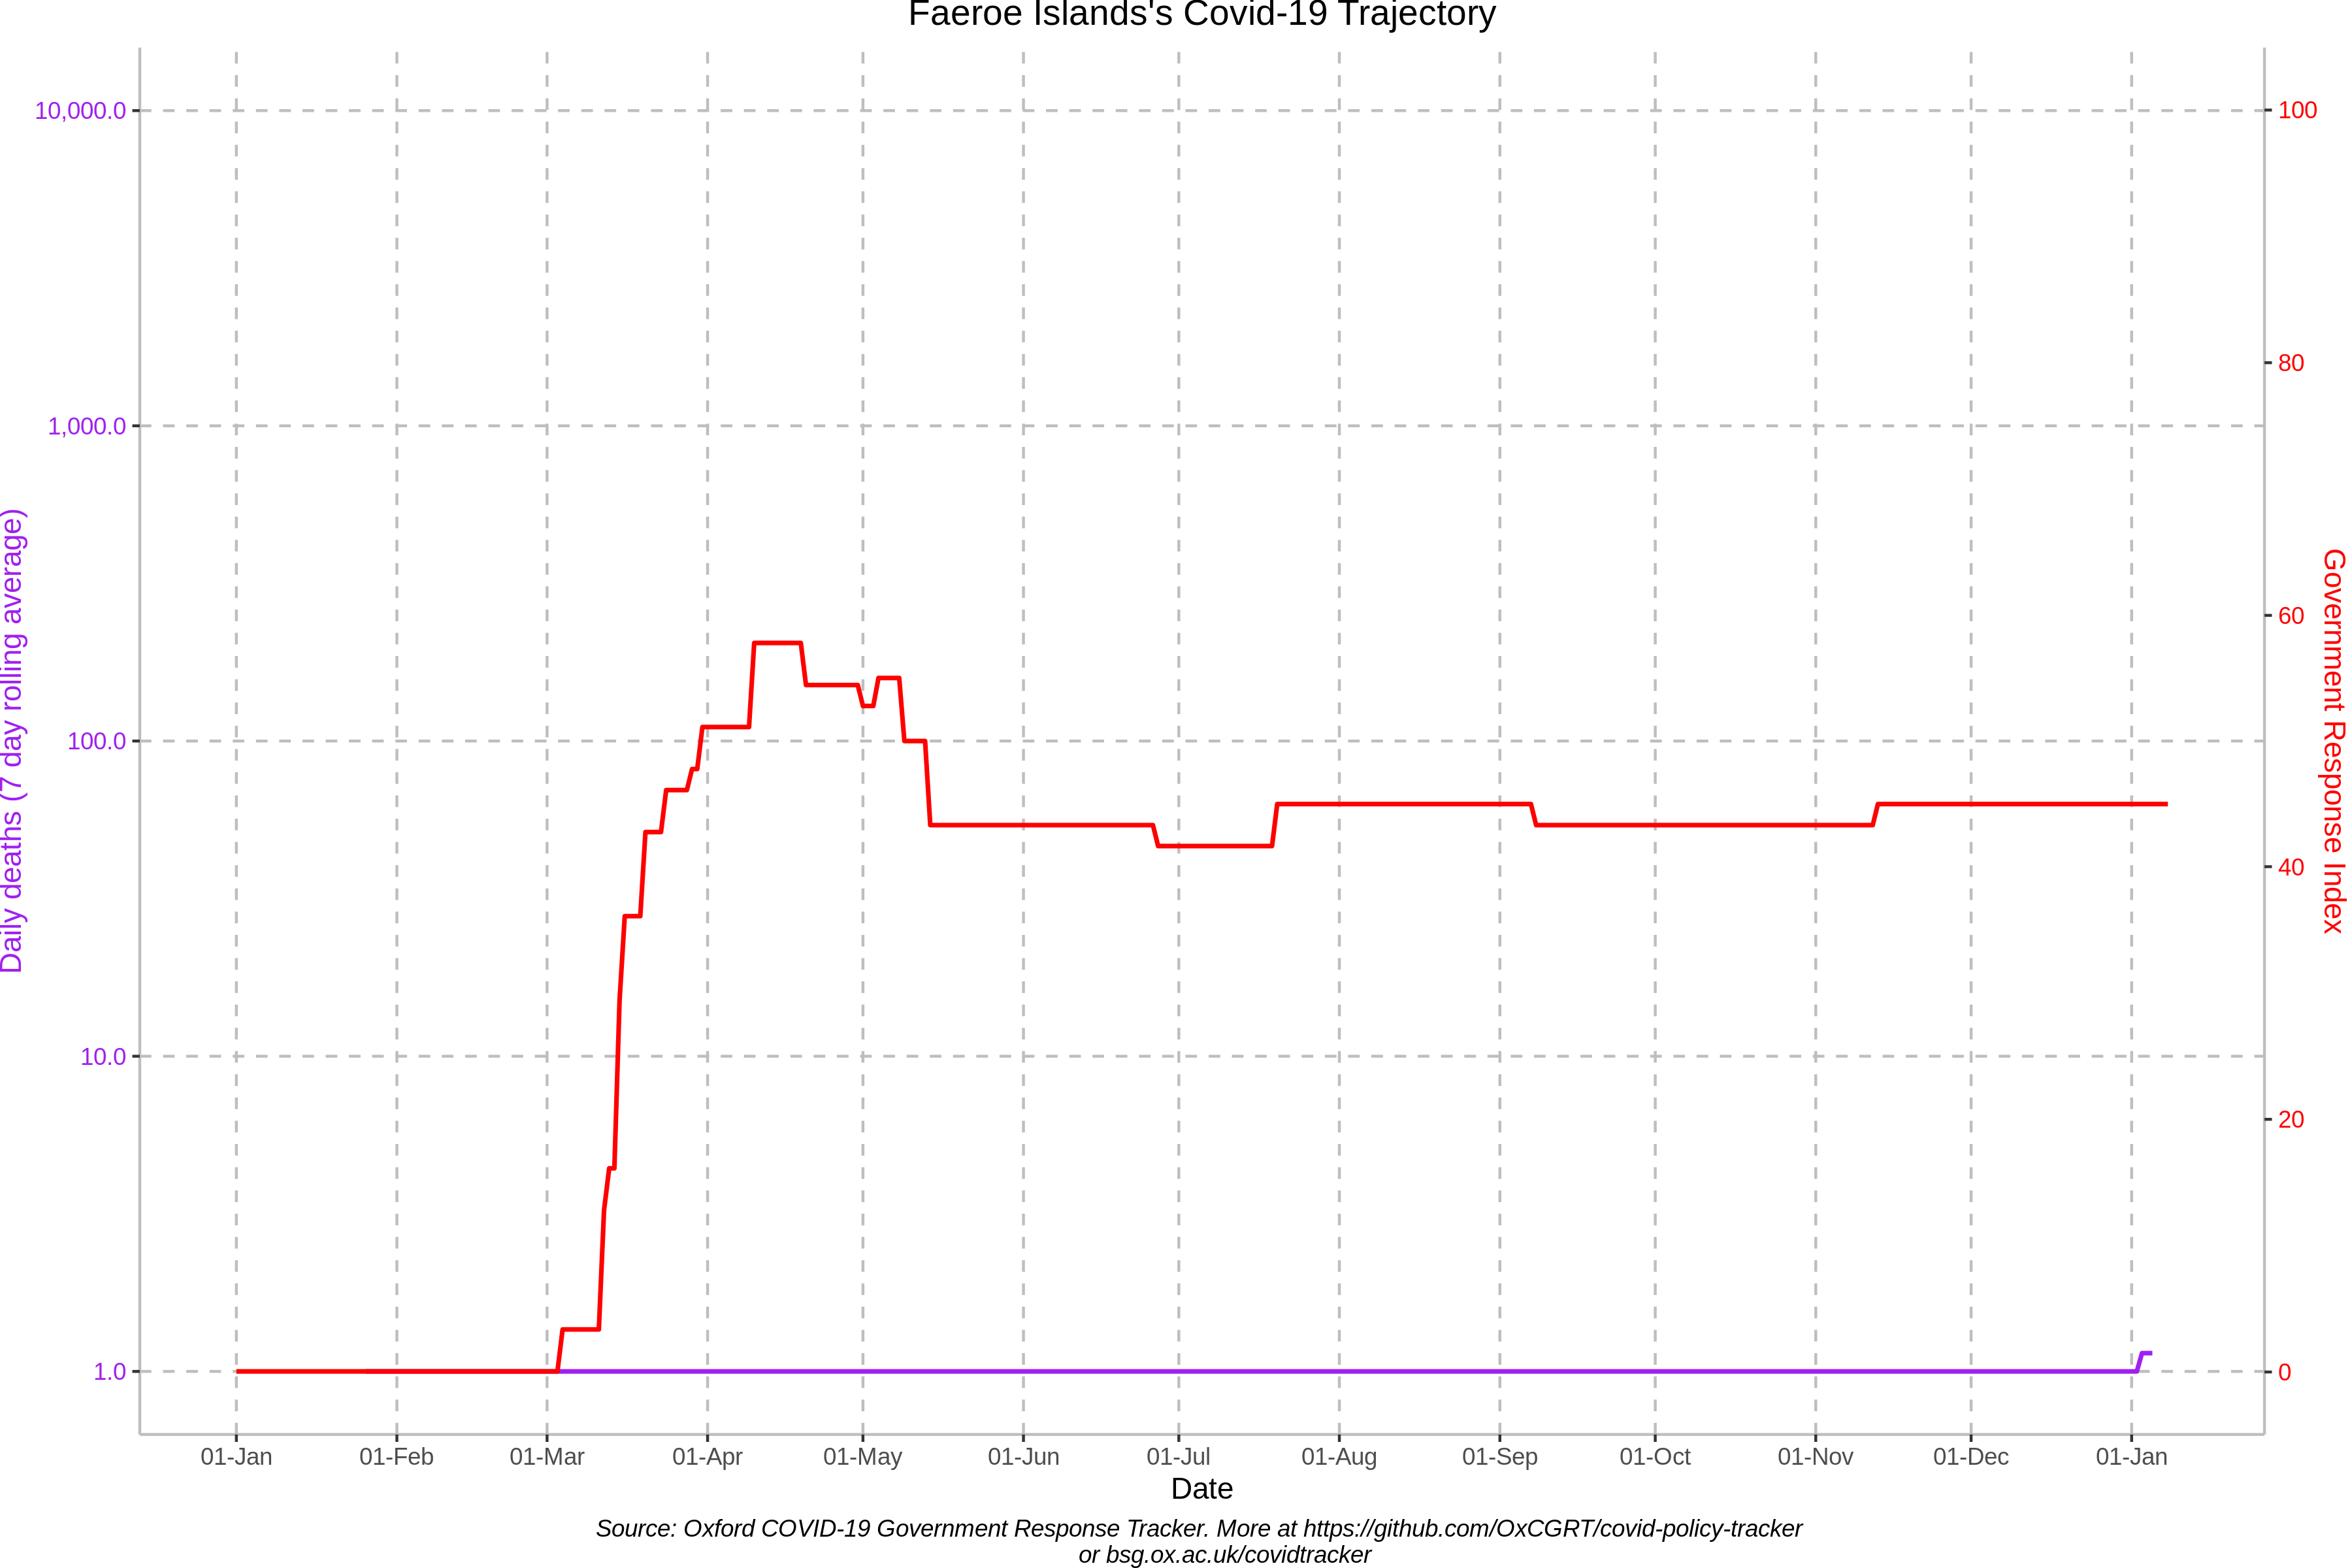 Faeroe Islands's Covid-19 Trajectory
10,000.0
1,000.0
100.0
10.0
1.0
Daily deaths (7 day rolling average)
100
80
60
40
20
0
Government Response Index
01-Jan 01-Feb 01-Mar 01-Apr 01-May 01-Jun 01-Jul 01-Aug 01-Sep 01-Oct 01-Nov 01-Dec 01-Jan
Date
Source: Oxford COVID-19 Government Response Tracker. More at https://github.com/OxCGRT/covid-policy-tracker
or bsg.ox.ac.uk/covidtracker